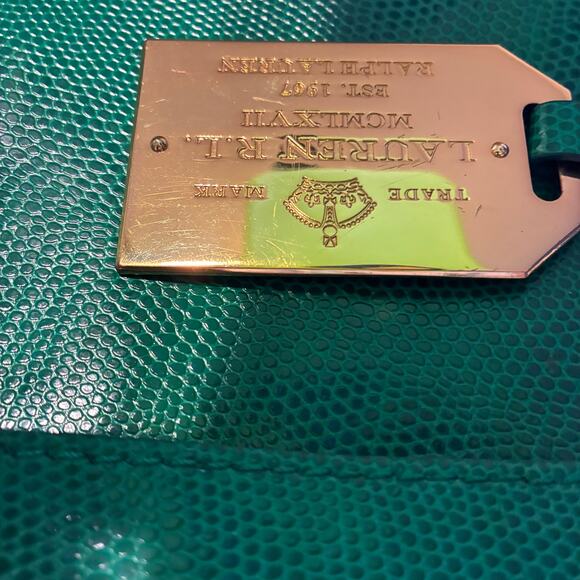 TRADE MARK
LAUREN R.L.
MCMLXVII
EST. 1967
RALPH LAUREN